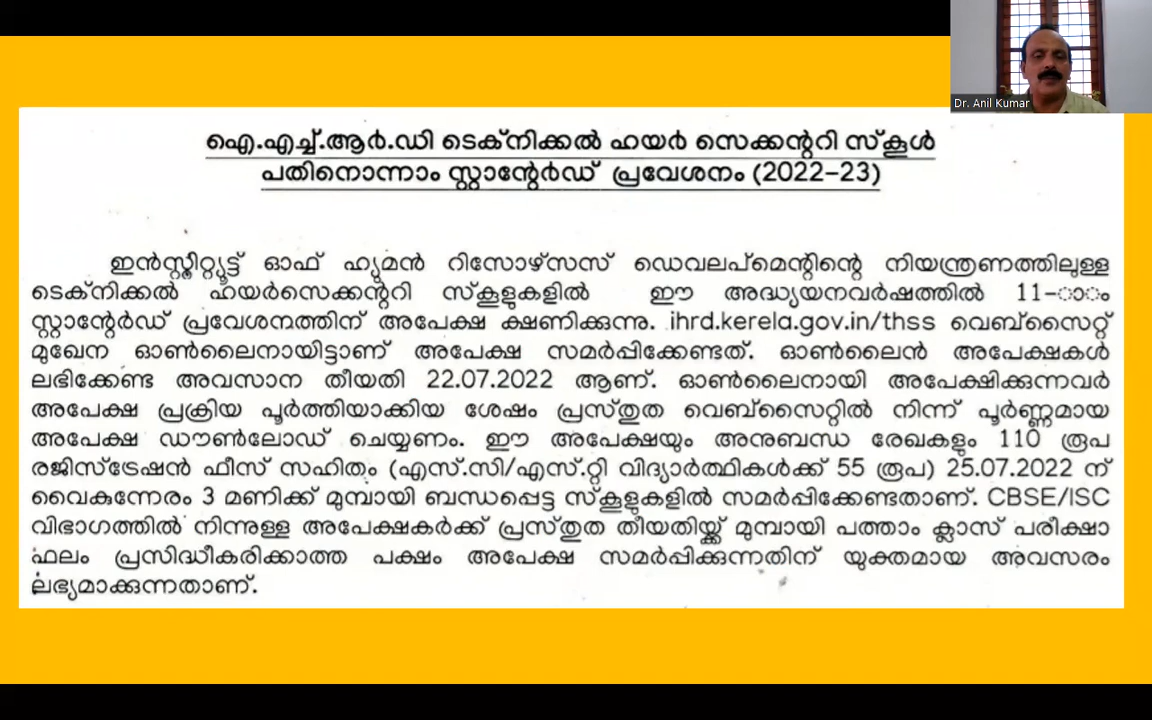 Dr. Anil Kumar
ഐ.എച്ച്.ആർ.ഡി ടെക്നിക്കൽ ഹയർ സെക്കന്ററി സ്കൂൾ
പതിനൊന്നാം സ്റ്റാന്റേർഡ് പ്രവേശനം (2022-23)
ഇൻസ്റ്റിറ്റ്യൂട്ട് ഓഫ് ഹ്യുമൻ റിസോഴ്സസ് ഡെവലപ്മെന്റിന്റെ നിയന്ത്രണത്തിലുള്ള
ടെക്നിക്കൽ ഹയർസെക്കന്ററി സ്കൂളുകളിൽ ഈ അദ്ധ്യയനവർഷത്തിൽ 11-ാം
സ്റ്റാന്റേർഡ് പ്രവേശനത്തിന് അപേക്ഷ ക്ഷണിക്കുന്നു. ihrd.kerela.gov.in/thss വെബ്സൈറ്റ്
മുഖേന ഓൺലൈനായിട്ടാണ് അപേക്ഷ സമർപ്പിക്കേണ്ടത്. ഓൺലൈൻ അപേക്ഷകൾ
ലഭിക്കേണ്ട അവസാന തീയതി 22.07.2022 ആണ്. ഓൺലൈനായി അപേക്ഷിക്കുന്നവർ
അപേക്ഷ പ്രക്രിയ പൂർത്തിയാക്കിയ ശേഷം പ്രസ്തുത വെബ്സൈറ്റിൽ നിന്ന് പൂർണ്ണമായ
അപേക്ഷ ഡൗൺലോഡ് ചെയ്യണം. ഈ അപേക്ഷയും അനുബന്ധ രേഖകളും 110 രൂപ
രജിസ്ട്രേഷൻ ഫീസ് സഹിതം (എസ്.സി/എസ്.റ്റി വിദ്യാർത്ഥികൾക്ക് 55 രൂപ) 25.07.2022 ന്
വൈകുന്നേരം 3 മണിക്ക് മുമ്പായി ബന്ധപ്പെട്ട സ്കൂളുകളിൽ സമർപ്പിക്കേണ്ടതാണ്. CBSE/ISC
വിഭാഗത്തിൽ നിന്നുള്ള അപേക്ഷകർക്ക് പ്രസ്തുത തീയതിയ്ക്ക് മുമ്പായി പത്താം ക്ലാസ് പരീക്ഷാ
ഫലം പ്രസിദ്ധീകരിക്കാത്ത പക്ഷം അപേക്ഷ സമർപ്പിക്കുന്നതിന് യുക്തമായ അവസരം
ലഭ്യമാക്കുന്നതാണ്.